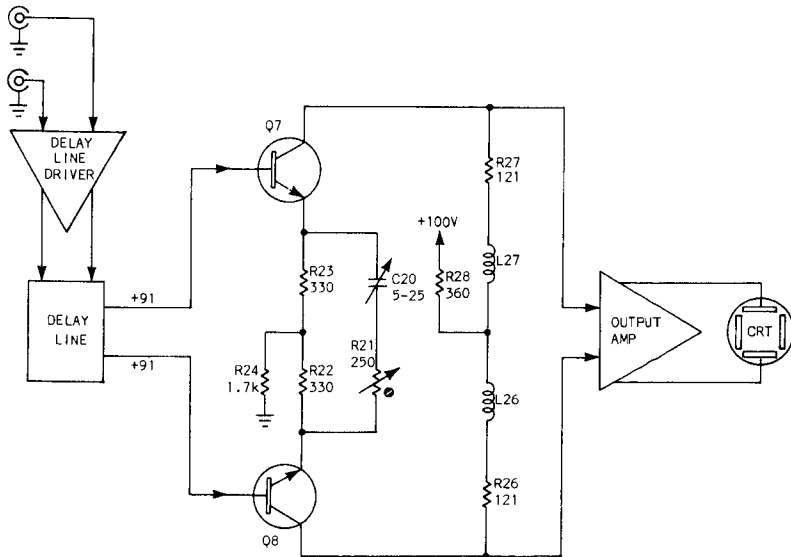 DELAY
LINE
DRIVER
DELAY
LINE
+91
+91
Q7
R23
330
C20
5-25
R24
1.7k
R22
330
R21
250
Q8
+100V
R28
360
R27
121
L27
L26
R26
121
OUTPUT
AMP
CRT